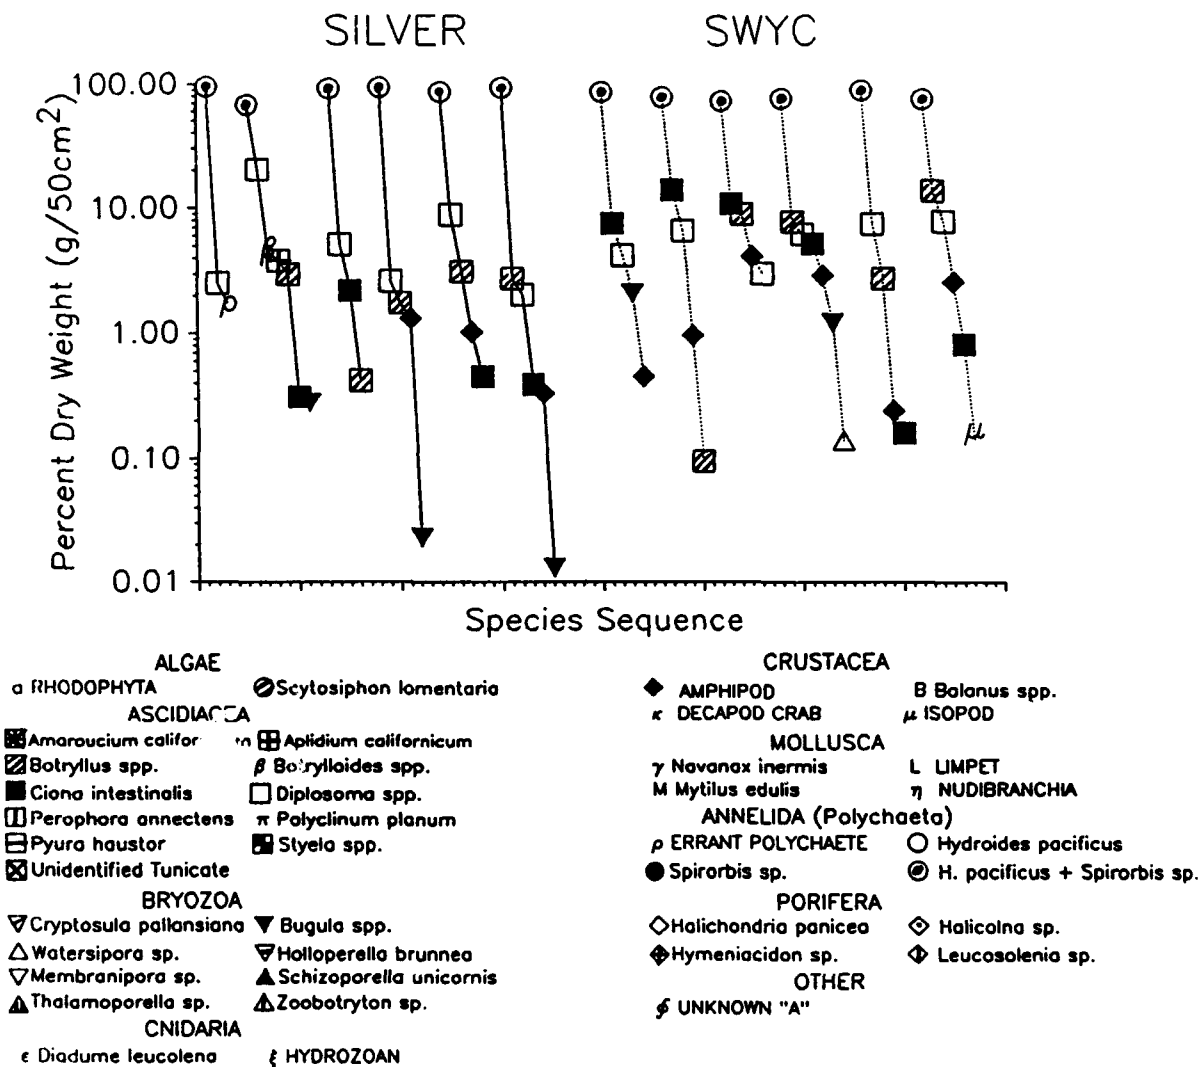 SILVER SWYC
100.00
10.00
1.00
0.10
0.01
Percent Dry Weight (g/50cm²)
ρ
β
μ
Species Sequence
ALGAE
α RHODOPHYTA
Scytosiphon lomentaria
ASCIDIACEA
Amaroucium
Aplidium californicum
Botryllus spp.
β Botrylloides spp.
Ciona intestinalis
Diplosoma spp.
Perophora annectens
π Polyclinum planum
Pyura haustor
Styela spp.
Unidentified Tunicate
BRYOZOA
Cryptosula pallansiana
Bugula spp.
Watersipora sp.
Holloperella brunnea
Membranipora sp.
Schizoporella unicornis
Thalamoporella sp.
Zoobotryton sp.
CNIDARIA
ε Diadume leucolena
ξ HYDROZOAN
CRUSTACEA
AMPHIPOD
B Balanus spp.
κ DECAPOD CRAB
μ ISOPOD
MOLLUSCA
γ Navanax inermis
L LIMPET
M Mytilus edulis
η NUDIBRANCHIA
ANNELIDA (Polychaeta)
ρ ERRANT POLYCHAETE
Hydroides pacificus
Spirorbis sp.
H. pacificus + Spirorbis sp.
PORIFERA
Halichondria panicea
Halicolna sp.
Hymeniacidon sp.
Leucosolenia sp.
OTHER
UNKNOWN "A"